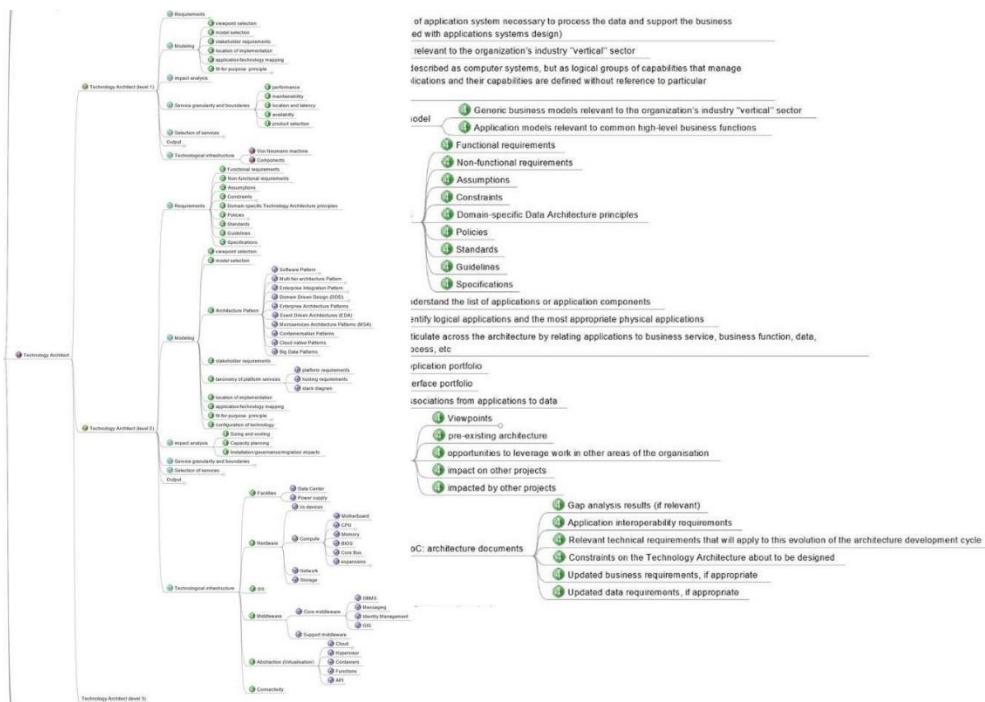 Technology Architect
Technology Architect (level 1)
Requirements
Modeling
viewpoint selection
model selection
stakeholder requirements
location of implementation
application/technology mapping
fit-for-purpose principle
Impact analysis
Service granularity and boundaries
performance
maintainability
location and latency
availability
product selection
Selection of services
Output
Technological infrastructure
Von Neumann machine
Components
Technology Architect (level 2)
Requirements
Functional requirements
Non-functional requirements
Assumptions
Constraints
Domain-specific Technology Architecture principles
Policies
Standards
Guidelines
Specifications
Modeling
viewpoint selection
model selection
Architecture Pattern
Software Pattern
Multi tier architecture Pattern
Enterprise Integration Pattern
Domain Driven Design (DDD)
Enterprise Architecture Patterns
Event Driven Architectures (EDA)
Microservices Architecture Patterns (MSA)
Containerisation Patterns
Cloud native Patterns
Big Data Patterns
stakeholder requirements
taxonomy of platform services
platform requirements
hosting requirements
stack diagram
location of implementation
application/technology mapping
fit-for-purpose principle
configuration of technology
Impact analysis
Sizing and costing
Capacity planning
Installation/governance/migration impacts
Service granularity and boundaries
Selection of services
Output
Technological infrastructure
Facilities
Data Center
Power supply
Hardware
i/o devices
Compute
Motherboard
CPU
Memory
BIOS
Core Bus
expansions
Network
Storage
OS
Middleware
Core middleware
DBMS
Messaging
Identity Management
GIS
Support middleware
Abstraction (Virtualisation)
Cloud
Hypervisor
Containers
Functions
API
Connectivity
Technology Architect (level 3)
of application system necessary to process the data and support the business
ed with applications systems design)
relevant to the organization's industry "vertical" sector
described as computer systems, but as logical groups of capabilities that manage
plications and their capabilities are defined without reference to particular
odel
Generic business models relevant to the organization's industry "vertical" sector
Application models relevant to common high-level business functions
Functional requirements
Non-functional requirements
Assumptions
Constraints
Domain-specific Data Architecture principles
Policies
Standards
Guidelines
Specifications
nderstand the list of applications or application components
entify logical applications and the most appropriate physical applications
ticulate across the architecture by relating applications to business service, business function, data,
ocess, etc
pplication portfolio
terface portfolio
ssociations from applications to data
Viewpoints
pre-existing architecture
opportunities to leverage work in other areas of the organisation
impact on other projects
impacted by other projects
oC: architecture documents
Gap analysis results (if relevant)
Application interoperability requirements
Relevant technical requirements that will apply to this evolution of the architecture development cycle
Constraints on the Technology Architecture about to be designed
Updated business requirements, if appropriate
Updated data requirements, if appropriate